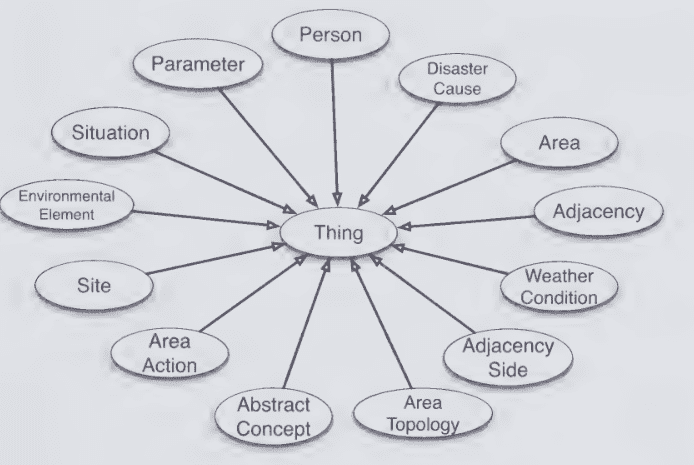 Person
Parameter
Disaster
Cause
Situation
Area
Environmental
Element
Adjacency
Thing
Site
Weather
Condition
Area
Action
Adjacency
Side
Abstract
Concept
Area
Topology